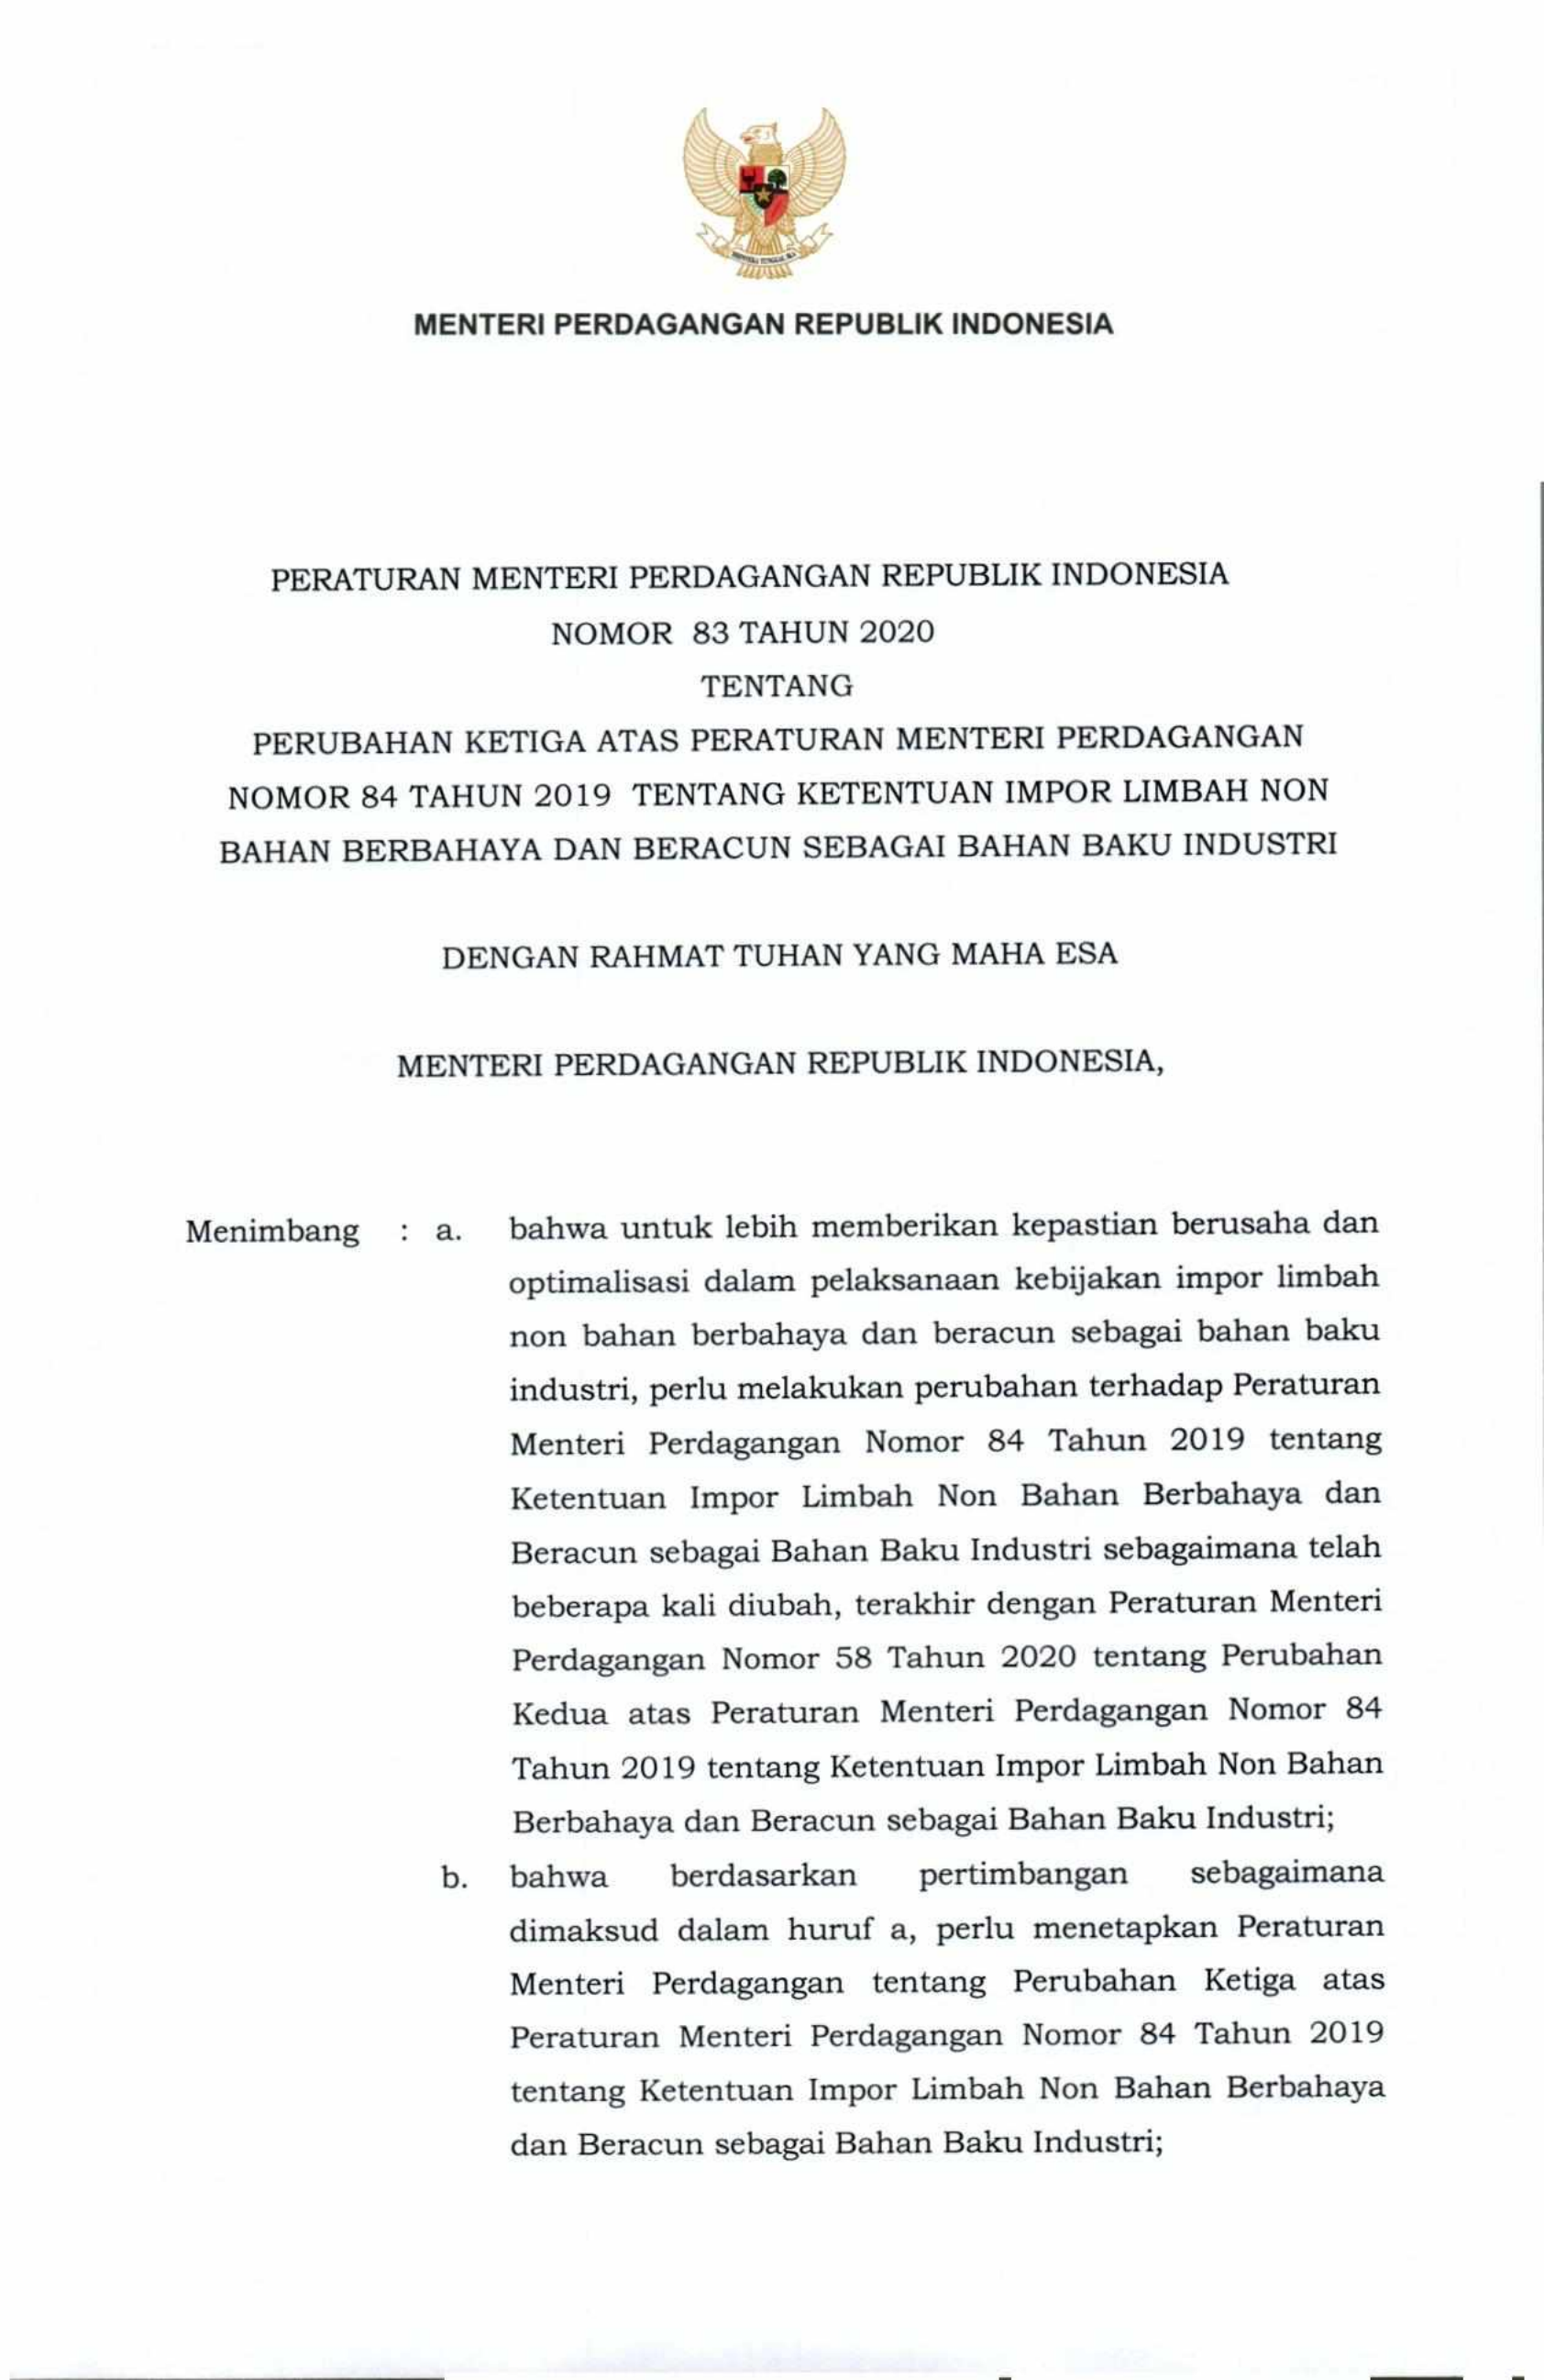 MENTERI PERDAGANGAN REPUBLIK INDONESIA
PERATURAN MENTERI PERDAGANGAN REPUBLIK INDONESIA
NOMOR 83 TAHUN 2020
TENTANG
PERUBAHAN KETIGA ATAS PERATURAN MENTERI PERDAGANGAN
NOMOR 84 TAHUN 2019 TENTANG KETENTUAN IMPOR LIMBAH NON
BAHAN BERBAHAYA DAN BERACUN SEBAGAI BAHAN BAKU INDUSTRI
DENGAN RAHMAT TUHAN YANG MAHA ESA
MENTERI PERDAGANGAN REPUBLIK INDONESIA,
Menimbang : a. bahwa untuk lebih memberikan kepastian berusaha dan
optimalisasi dalam pelaksanaan kebijakan impor limbah
non bahan berbahaya dan beracun sebagai bahan baku
industri, perlu melakukan perubahan terhadap Peraturan
Menteri Perdagangan Nomor 84 Tahun 2019 tentang
Ketentuan Impor Limbah Non Bahan Berbahaya dan
Beracun sebagai Bahan Baku Industri sebagaimana telah
beberapa kali diubah, terakhir dengan Peraturan Menteri
Perdagangan Nomor 58 Tahun 2020 tentang Perubahan
Kedua atas Peraturan Menteri Perdagangan Nomor 84
Tahun 2019 tentang Ketentuan Impor Limbah Non Bahan
Berbahaya dan Beracun sebagai Bahan Baku Industri;
b. bahwa berdasarkan pertimbangan sebagaimana
dimaksud dalam huruf a, perlu menetapkan Peraturan
Menteri Perdagangan tentang Perubahan Ketiga atas
Peraturan Menteri Perdagangan Nomor 84 Tahun 2019
tentang Ketentuan Impor Limbah Non Bahan Berbahaya
dan Beracun sebagai Bahan Baku Industri;